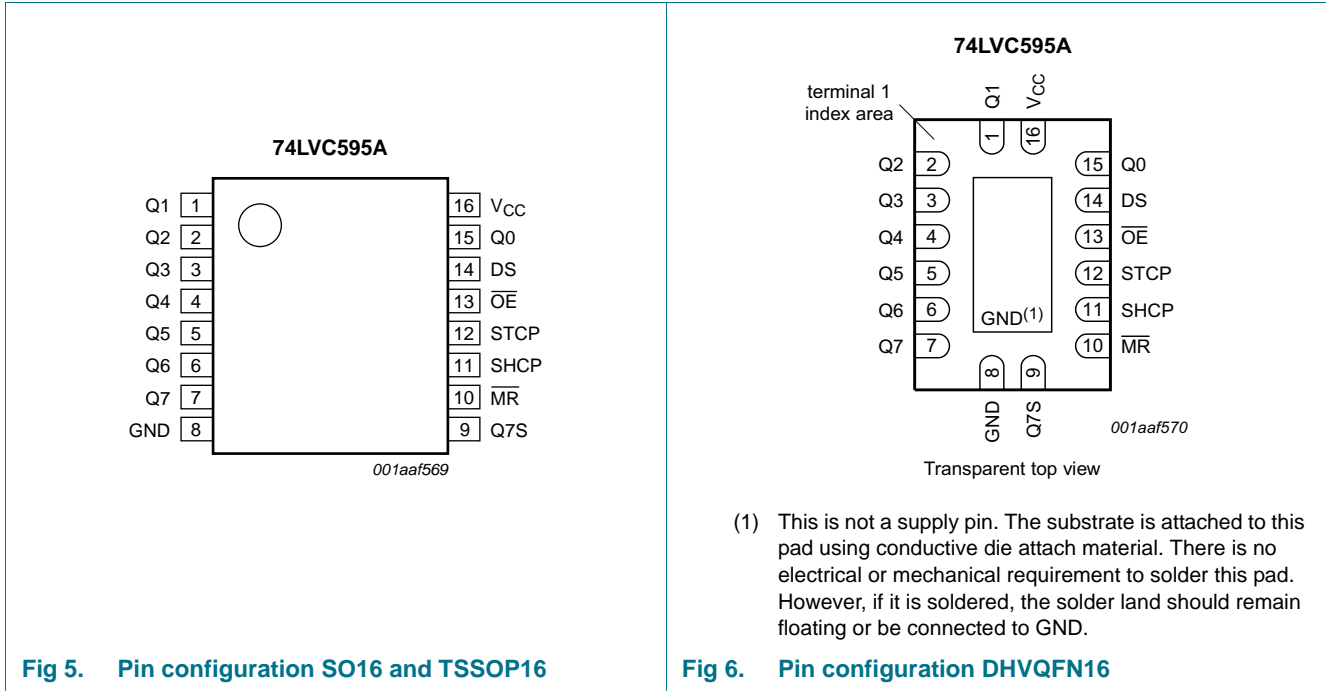 74LVC595A
Q1 1
Q2 2
Q3 3
Q4 4
Q5 5
Q6 6
Q7 7
GND 8
16 VCC
15 Q0
14 DS
13 OE
12 STCP
11 SHCP
10 MR
9 Q7S
001aaf569
Fig 5. Pin configuration SO16 and TSSOP16
74LVC595A
terminal 1
index area
Q1
VCC
1
16
Q2 2
Q3 3
Q4 4
Q5 5
Q6 6
Q7 7
15 Q0
14 DS
13 OE
12 STCP
11 SHCP
10 MR
GND(1)
8
9
GND
Q7S
001aaf570
Transparent top view
(1) This is not a supply pin. The substrate is attached to this
pad using conductive die attach material. There is no
electrical or mechanical requirement to solder this pad.
However, if it is soldered, the solder land should remain
floating or be connected to GND.
Fig 6. Pin configuration DHVQFN16